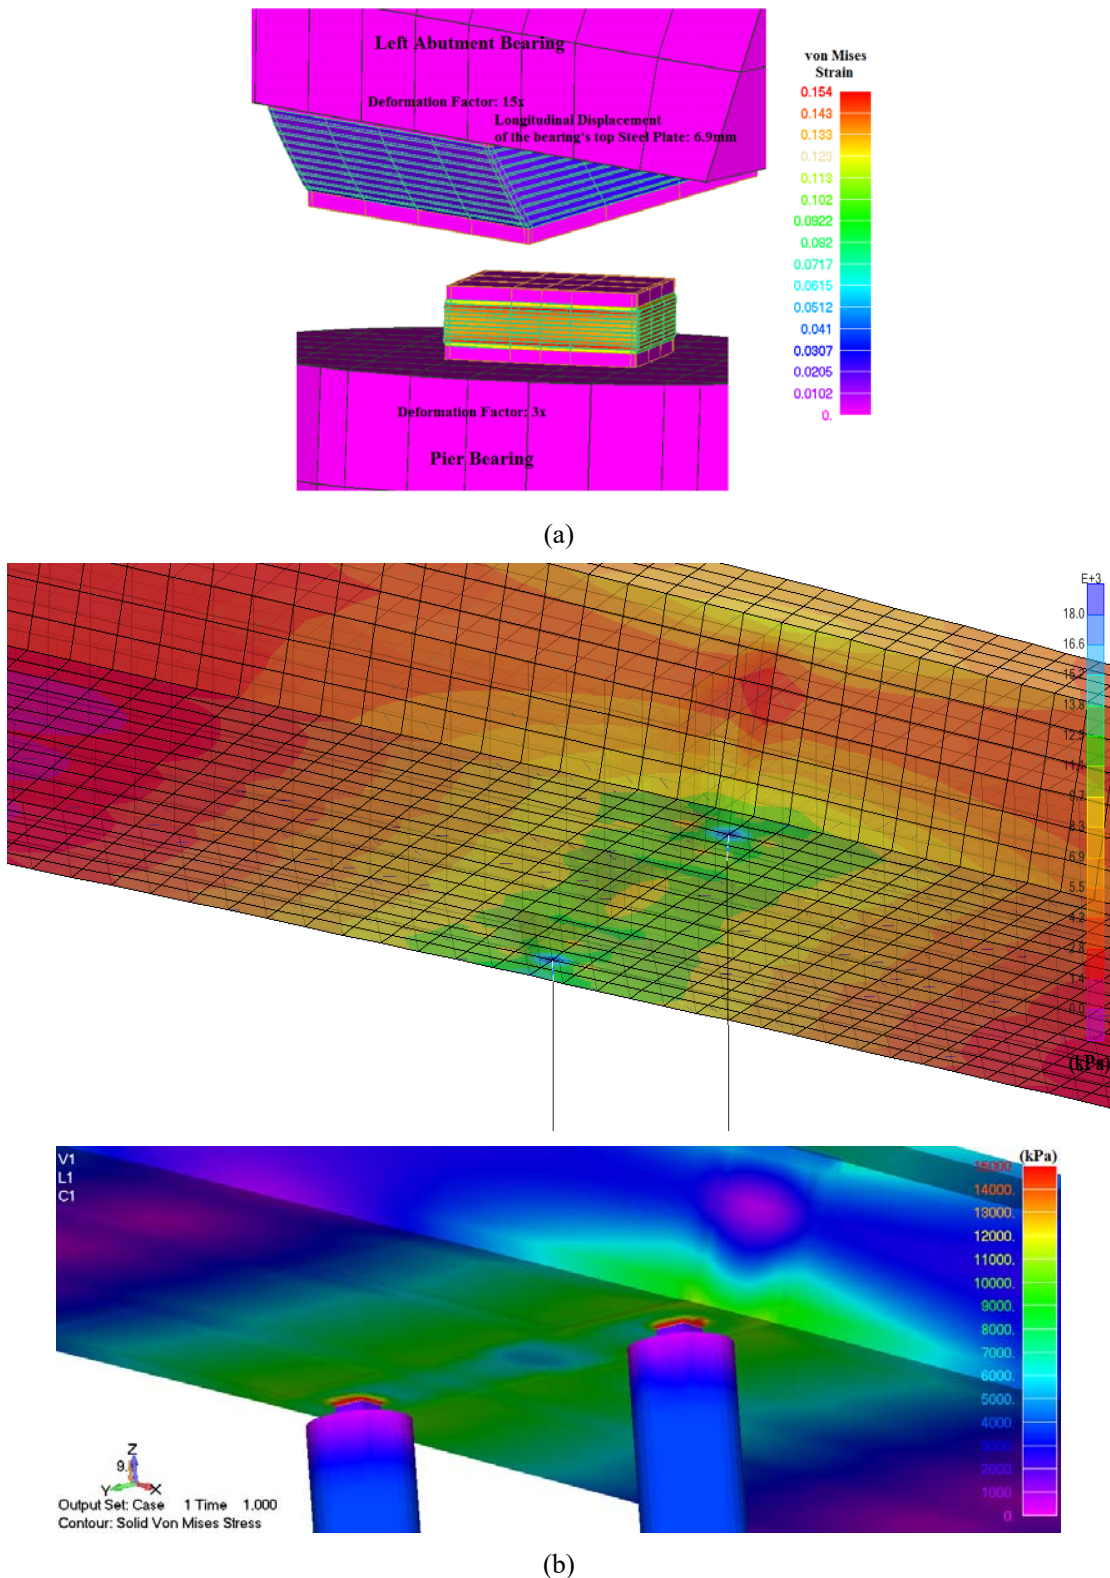 Left Abutment Bearing
Deformation Factor: 15x
Longitudinal Displacement
of the bearing's top Steel Plate: 6.9mm
von Mises
Strain
0.154
0.143
0.133
0.123
0.113
0.102
0.0922
0.082
0.0717
0.0615
0.0512
0.041
0.0307
0.0205
0.0102
0.
Deformation Factor: 3x
Pier Bearing
(a)
E+3
18.0
16.6
15.2
13.8
12.5
11.1
9.7
8.3
6.9
5.5
4.2
2.8
1.4
0.0
(kPa)
V1
L1
C1
(kPa)
15000.
14000.
13000.
12000.
11000.
10000.
9000.
8000.
7000.
6000.
5000.
4000.
3000.
2000.
1000.
0.
Z
9.
Y
X
Output Set: Case 1 Time 1.000
Contour: Solid Von Mises Stress
(b)